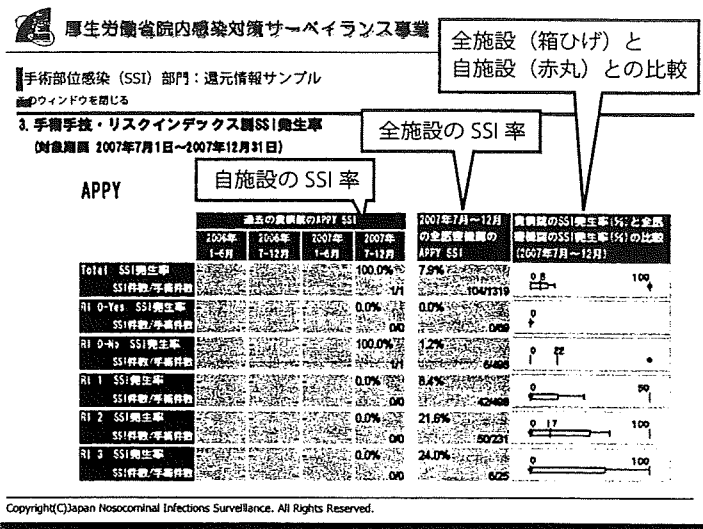 厚生労働省院内感染対策サーベイランス事業
全施設（箱ひげ）と
自施設（赤丸）との比較
手術部位感染（SSI）部門：還元情報サンプル
のウィンドウを閉じる
3. 手術手技・リスクインデックス別SSI発生率
(対象期間 2007年7月1日～2007年12月31日)
全施設の SSI 率
自施設の SSI 率
APPY
過去の貴病院のAPPY SSI
2006年 1-6月
2006年 7-12月
2007年 1-6月
2007年 7-12月
2007年7月～12月
の全医療機関の
APPY SSI
貴病院のSSI発生率(%)と全医
療機関のSSI発生率(%)の比較
(2007年7月～12月)
Total SSI発生率 100.0% 7.9% 0 8 100
SSI件数/手術件数 1/1 104/1319
RI 0-Yes SSI発生率 0.0% 0.0% 0
SSI件数/手術件数 0/0 0/69
RI 0-No SSI発生率 100.0% 1.2% 0 22
SSI件数/手術件数 1/1 6/496
RI 1 SSI発生率 0.0% 8.4% 0 50
SSI件数/手術件数 0/0 42/498
RI 2 SSI発生率 0.0% 21.6% 0 17 100
SSI件数/手術件数 0/0 50/231
RI 3 SSI発生率 0.0% 24.0% 0 100
SSI件数/手術件数 0/0 6/25
Copyright(C)Japan Nosocominal Infections Surveillance. All Rights Reserved.